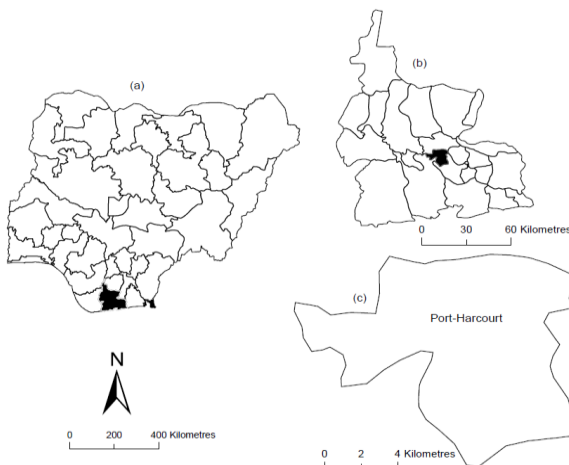 (a)
(b)
0 30 60 Kilometres
(c)
Port-Harcourt
N
0 200 400 Kilometres
0 2 4 Kilometres